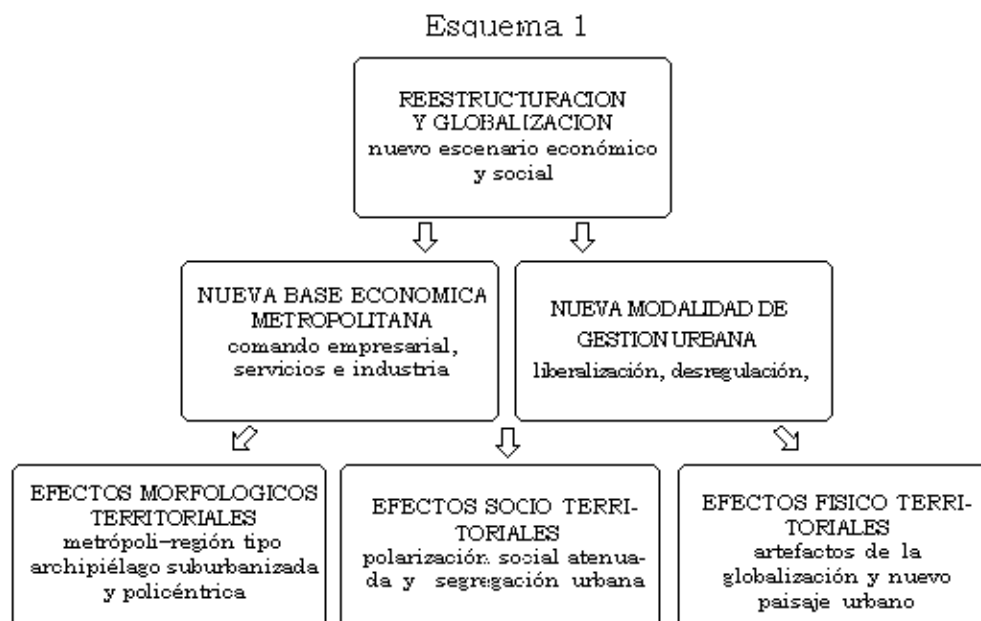 Esquema 1
REESTRUCTURACION
Y GLOBALIZACION
nuevo escenario económico
y social
NUEVA BASE ECONOMICA
METROPOLITANA
comando empresarial,
servicios e industria
NUEVA MODALIDAD DE
GESTION URBANA
liberalización, desregulación,
EFECTOS MORFOLOGICOS
TERRITORIALES
metrópoli-región tipo
archipiélago suburbanizada
y policéntrica
EFECTOS SOCIO TERRI-
TORIALES
polarización social atenua-
da y segregación urbana
EFECTOS FISICO TERRI-
TORIALES
artefactos de la
globalización y nuevo
paisaje urbano